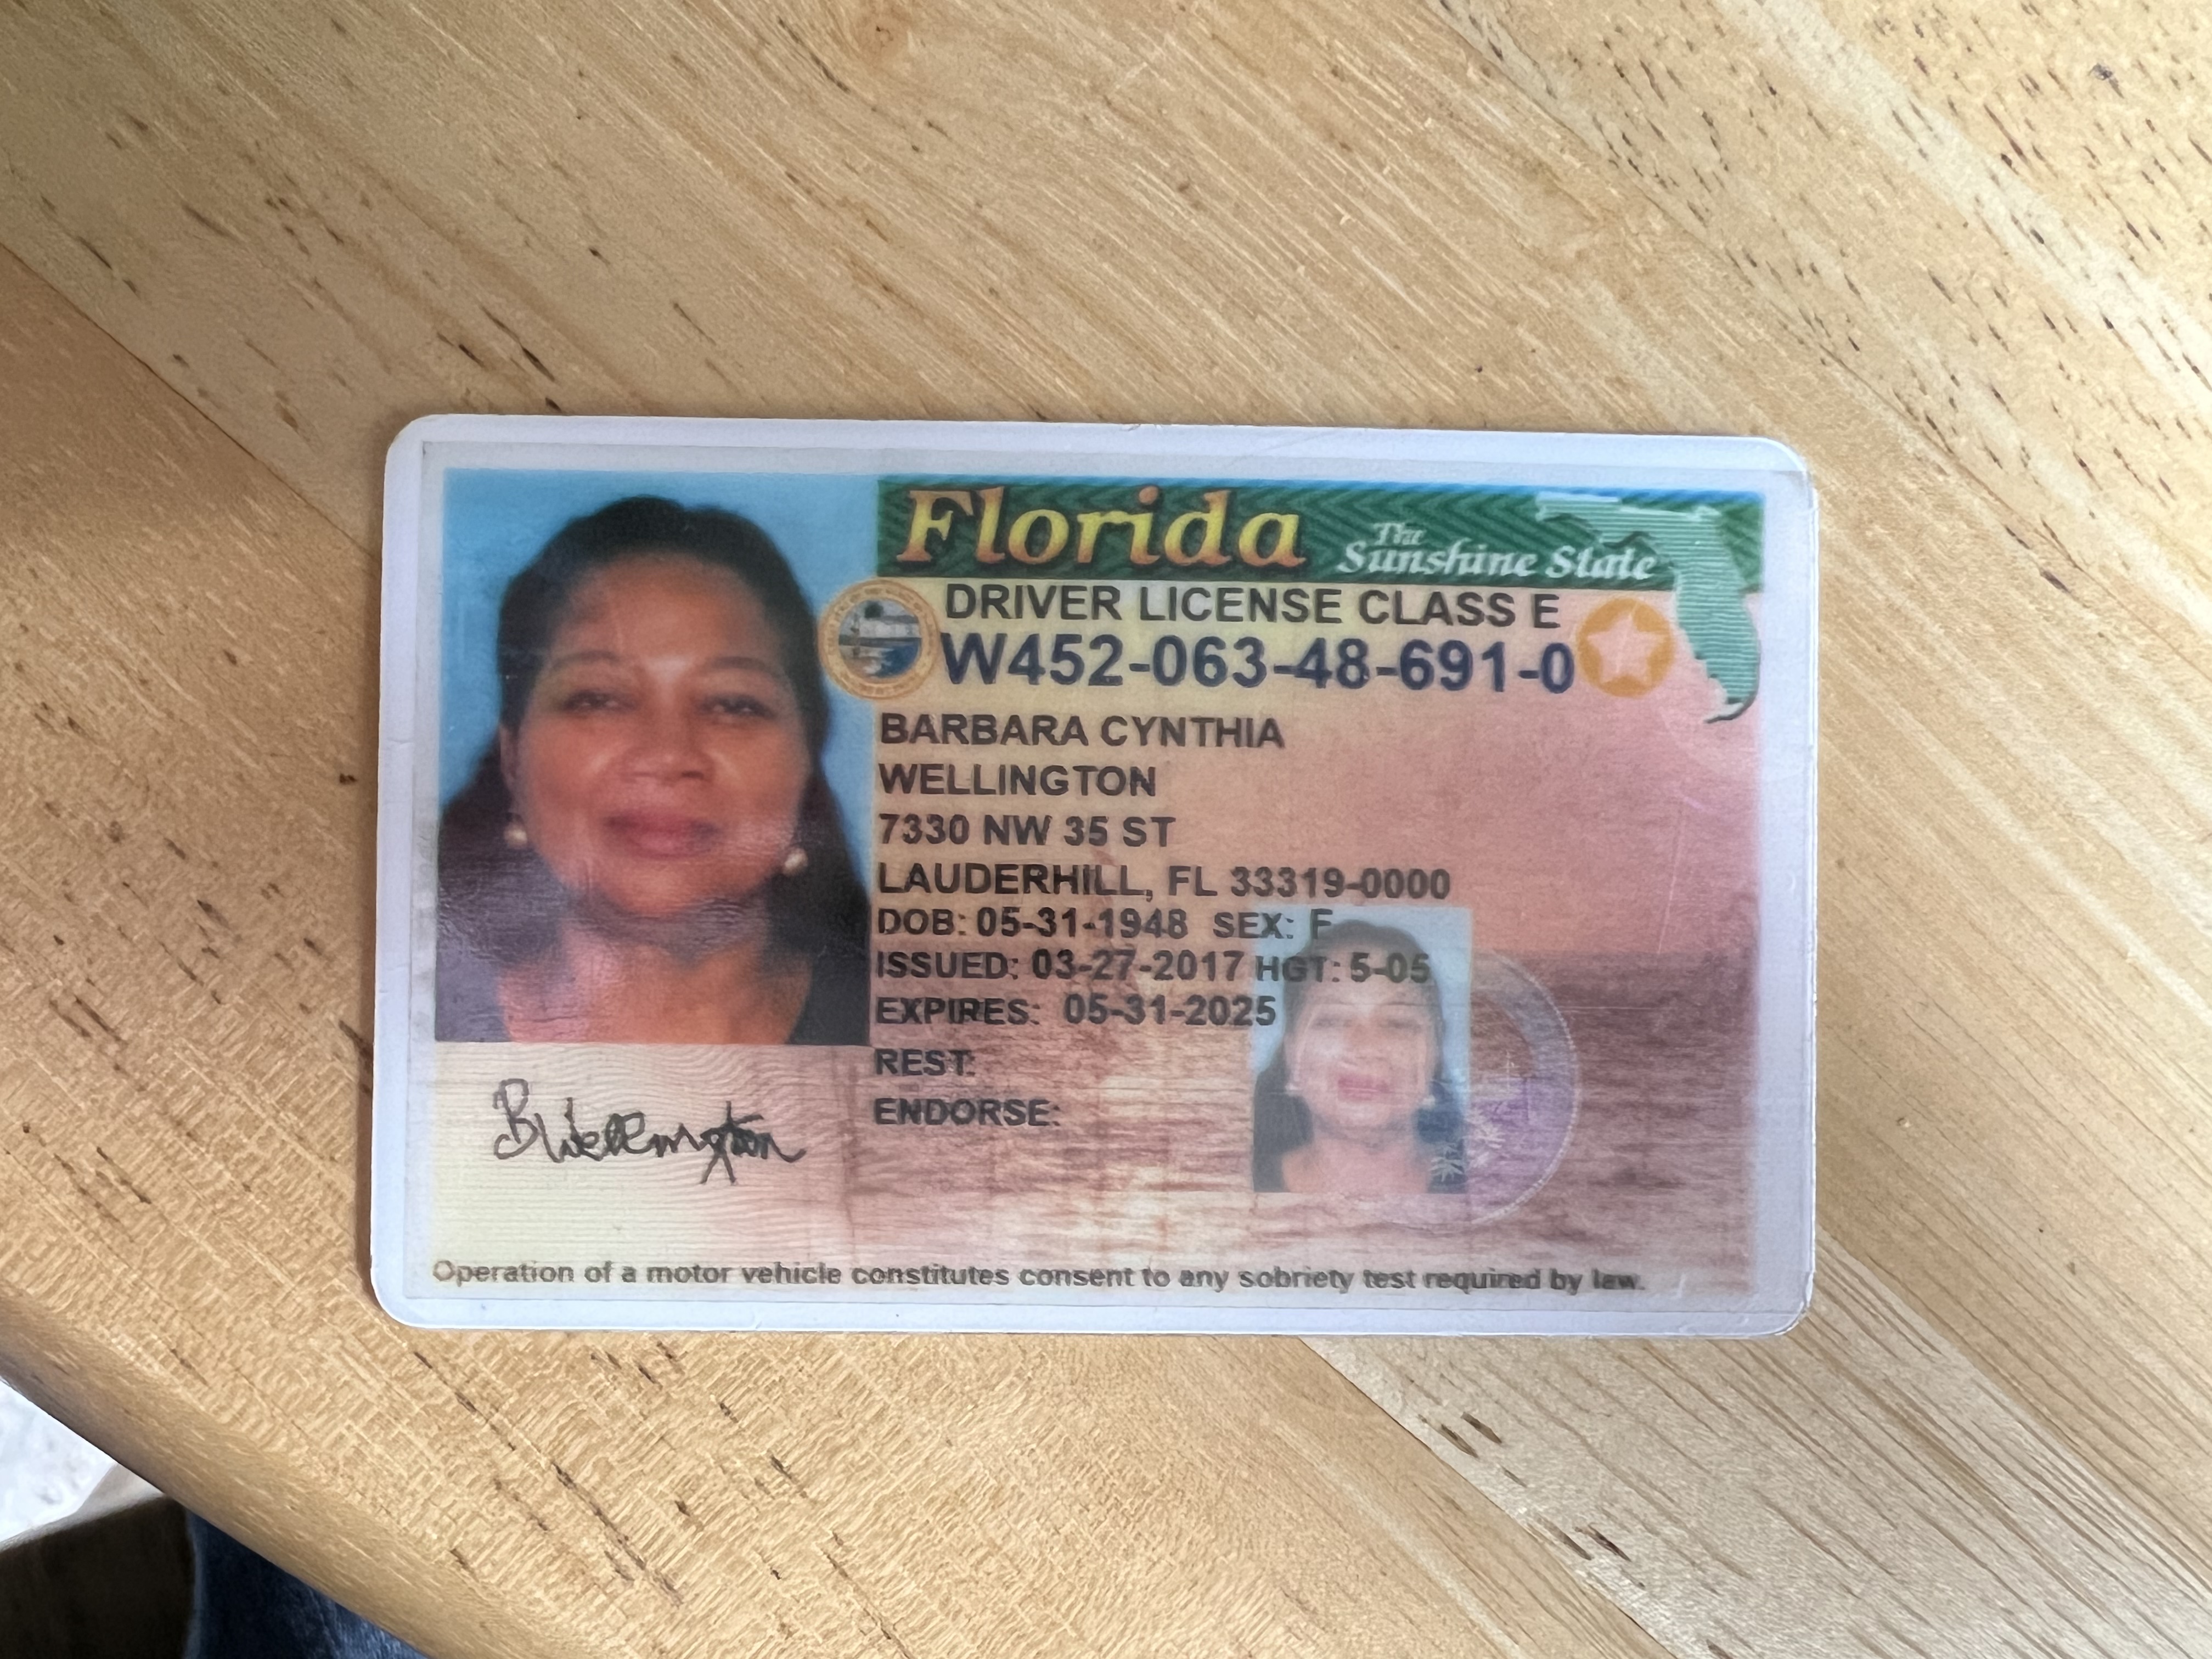 Florida The Sunshine State
DRIVER LICENSE CLASS E
W452-063-48-691-0
BARBARA CYNTHIA
WELLINGTON
7330 NW 35 ST
LAUDERHILL, FL 33319-0000
DOB: 05-31-1948 SEX: F
ISSUED: 03-27-2017 HGT: 5-05
EXPIRES: 05-31-2025
REST:
ENDORSE:
BWellington
Operation of a motor vehicle constitutes consent to any sobriety test required by law.